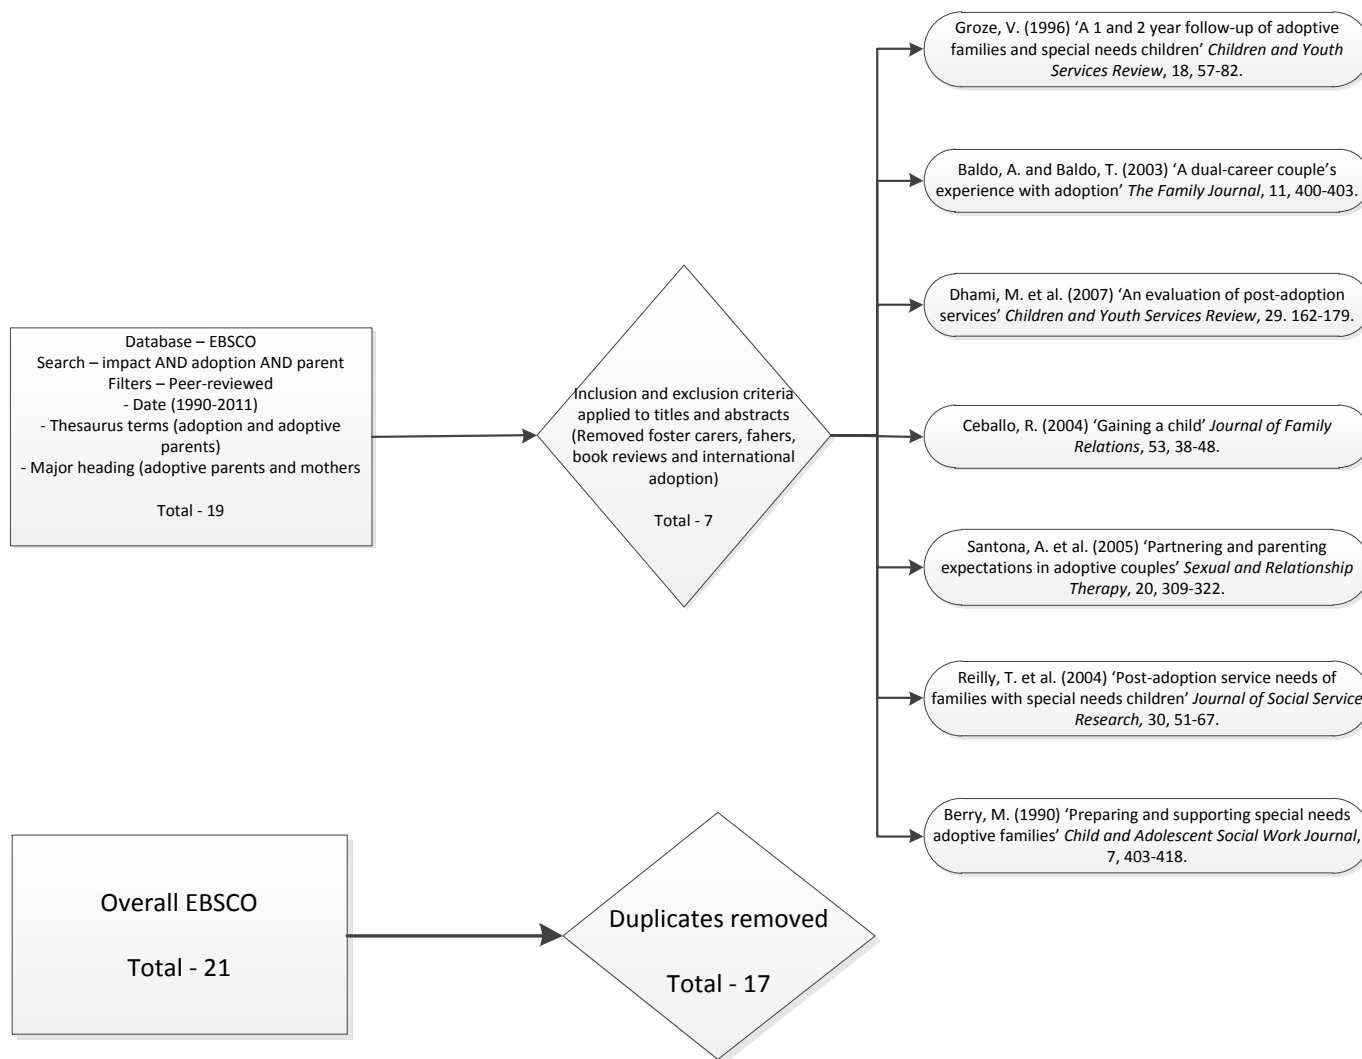 Groze, V. (1996) ‘A 1 and 2 year follow-up of adoptive
families and special needs children’ Children and Youth
Services Review, 18, 57-82.
Baldo, A. and Baldo, T. (2003) ‘A dual-career couple’s
experience with adoption’ The Family Journal, 11, 400-403.
Dhami, M. et al. (2007) ‘An evaluation of post-adoption
services’ Children and Youth Services Review, 29. 162-179.
Database – EBSCO
Search – impact AND adoption AND parent
Filters – Peer-reviewed
- Date (1990-2011)
- Thesaurus terms (adoption and adoptive
parents)
- Major heading (adoptive parents and mothers
Total - 19
Inclusion and exclusion criteria
applied to titles and abstracts
(Removed foster carers, fahers,
book reviews and international
adoption)
Total - 7
Ceballo, R. (2004) ‘Gaining a child’ Journal of Family
Relations, 53, 38-48.
Santona, A. et al. (2005) ‘Partnering and parenting
expectations in adoptive couples’ Sexual and Relationship
Therapy, 20, 309-322.
Reilly, T. et al. (2004) ‘Post-adoption service needs of
families with special needs children’ Journal of Social Service
Research, 30, 51-67.
Berry, M. (1990) ‘Preparing and supporting special needs
adoptive families’ Child and Adolescent Social Work Journal,
7, 403-418.
Overall EBSCO
Total - 21
Duplicates removed
Total - 17